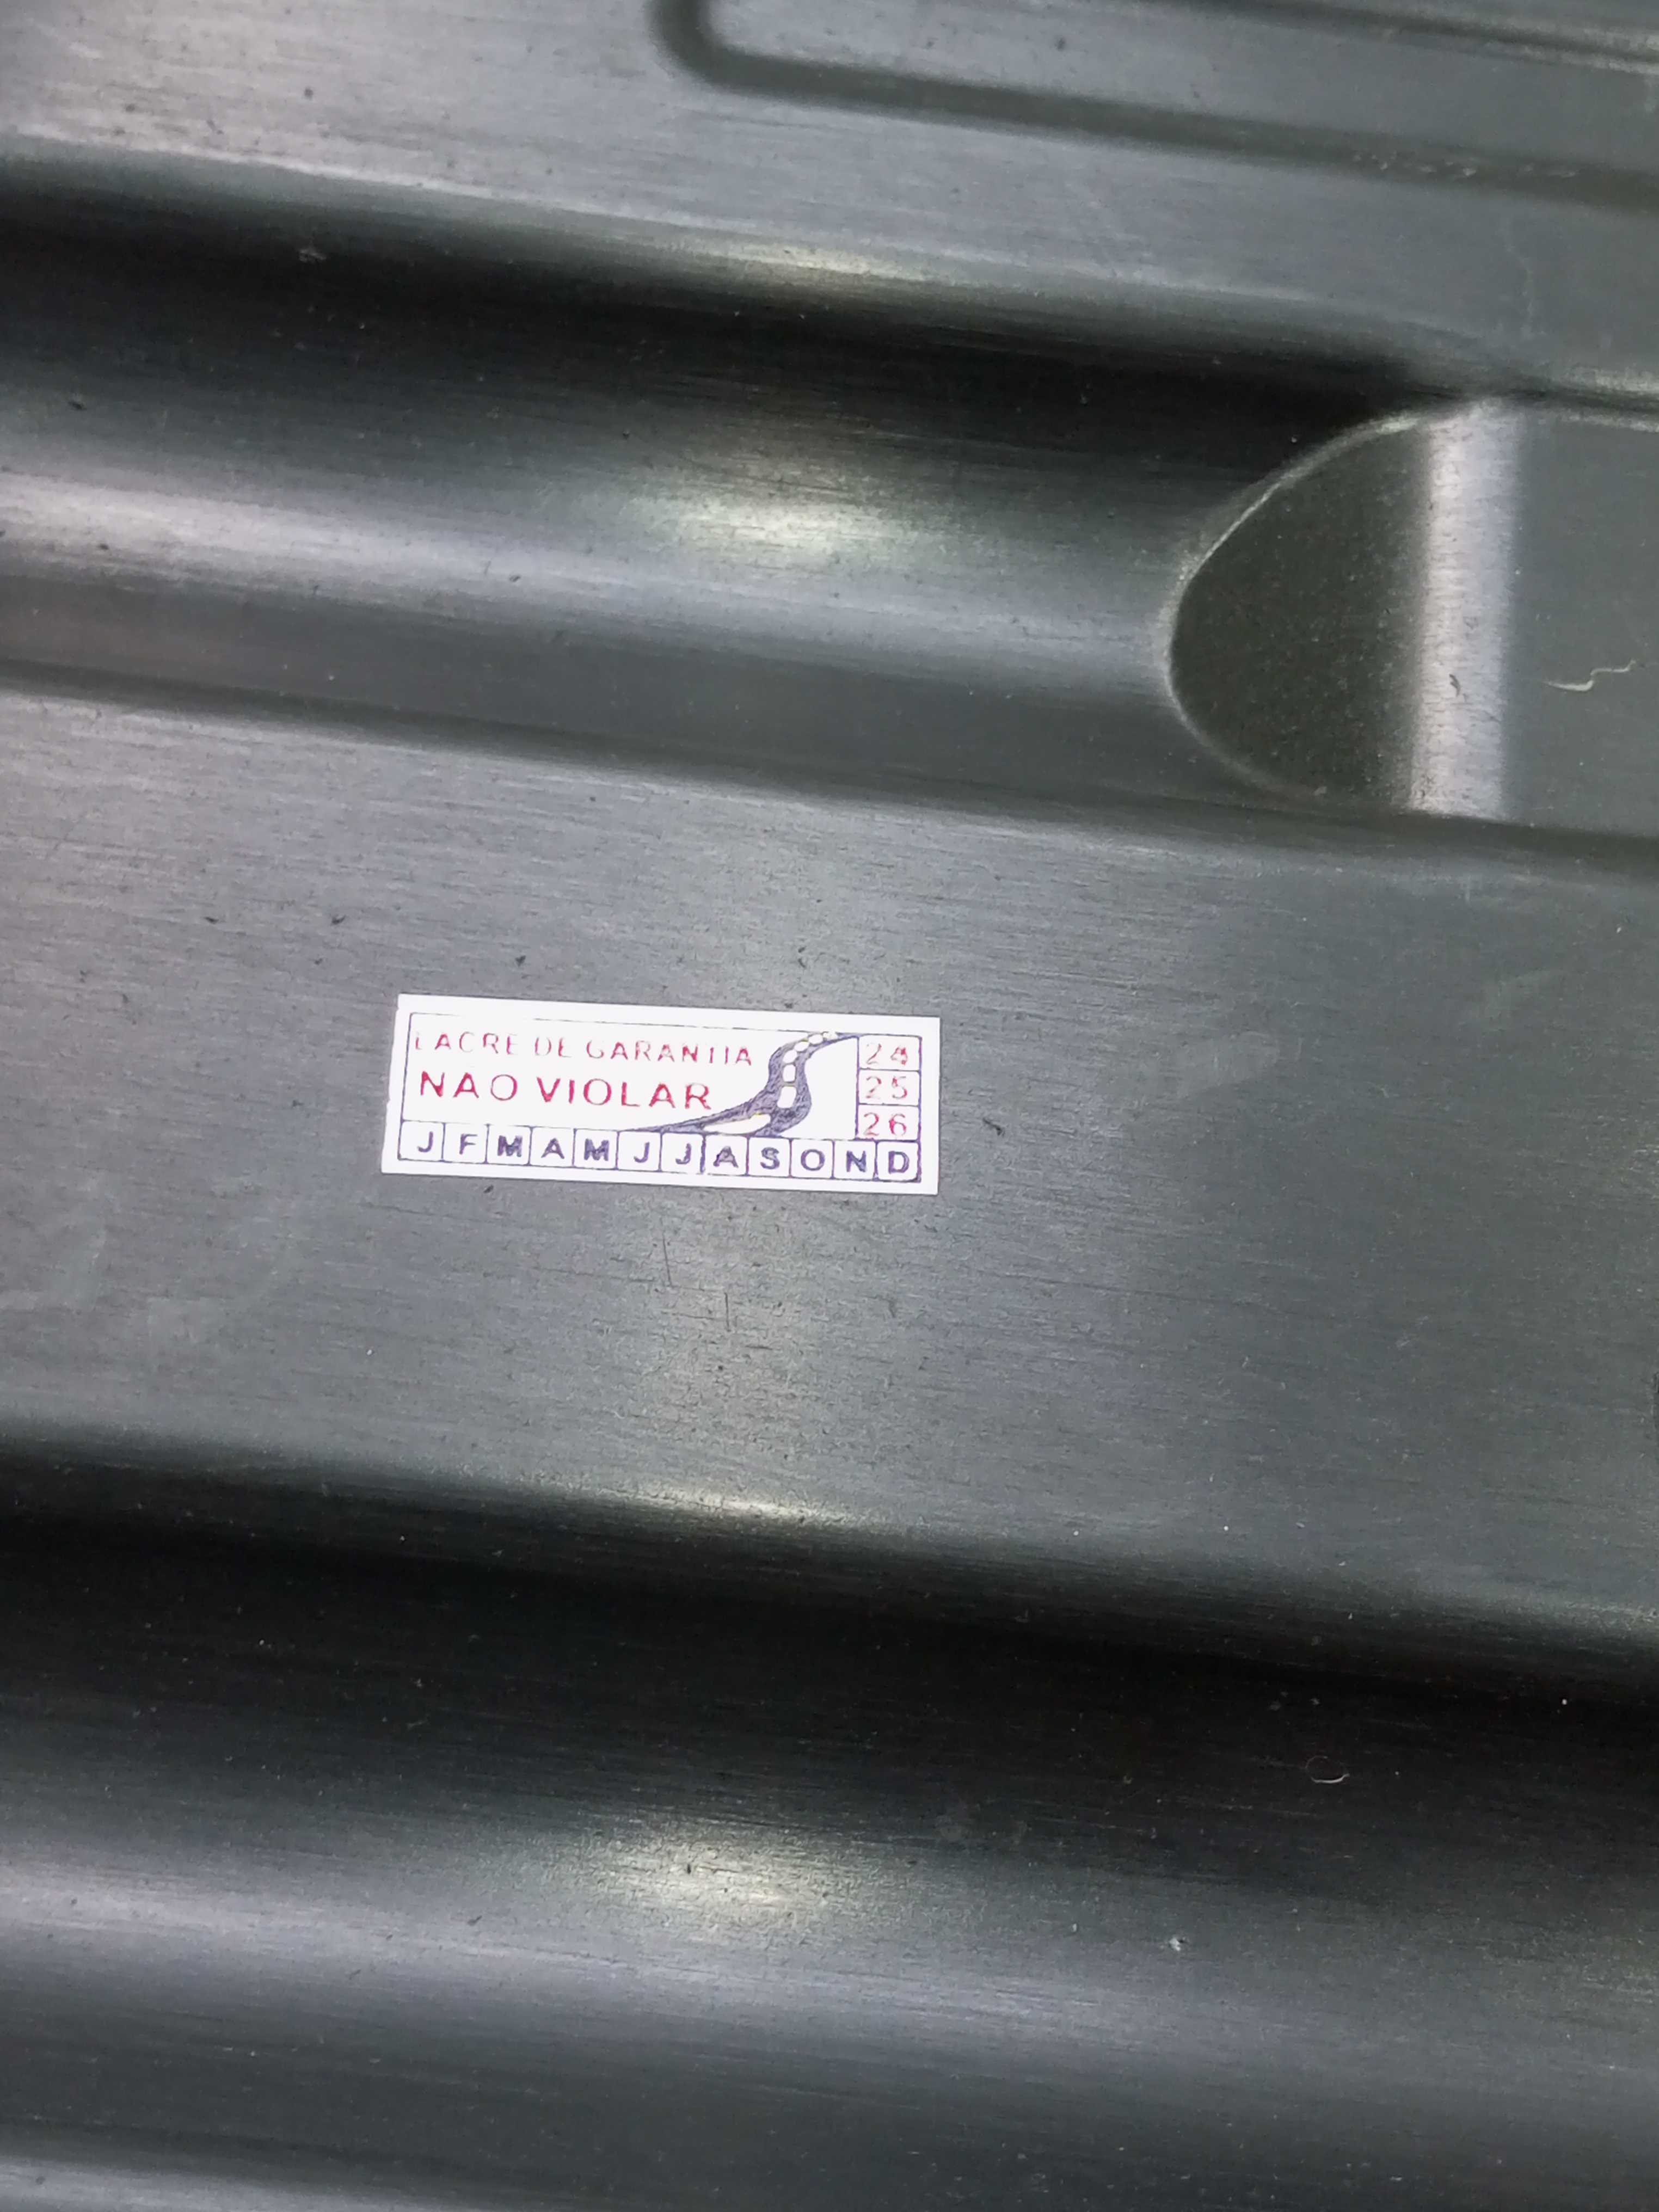 LACRE DE GARANTIA
NAO VIOLAR
24
25
26
J F M A M J J A S O N D